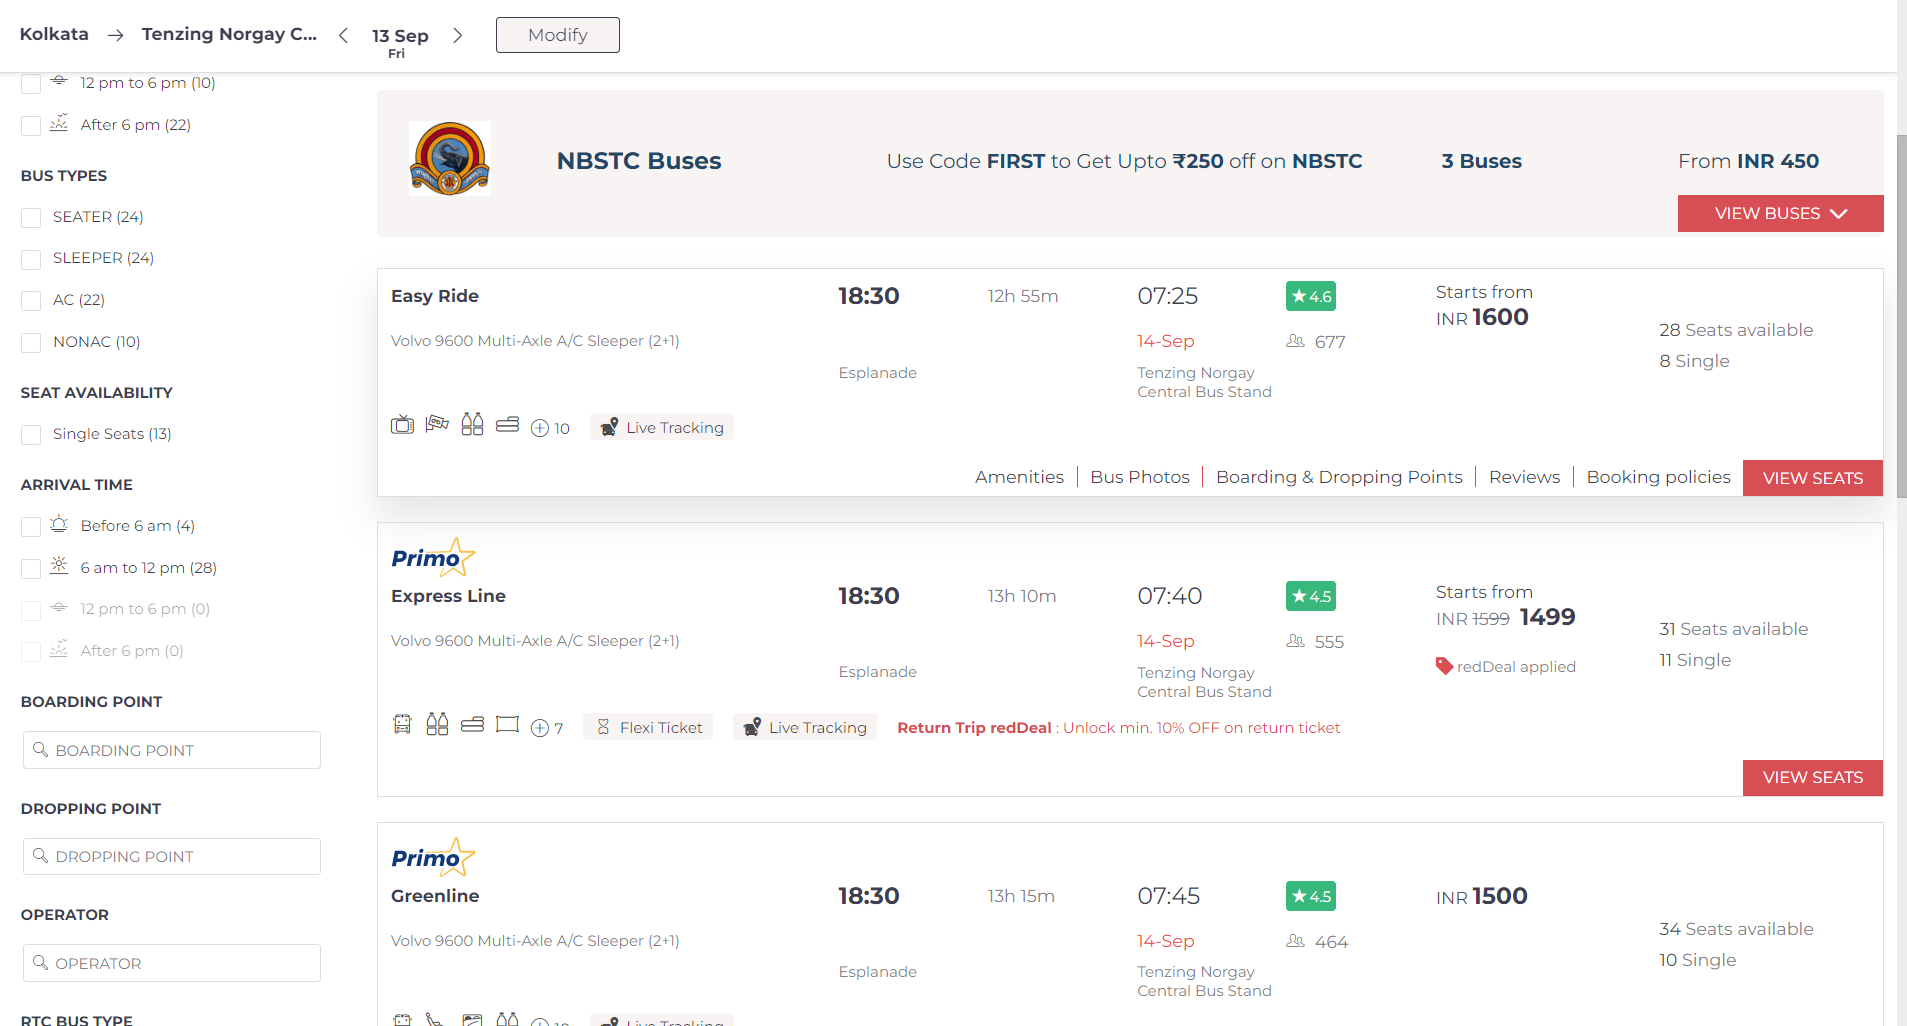 Kolkata → Tenzing Norgay C... < 13 Sep > Modify
Fri
12 pm to 6 pm (10)
After 6 pm (22)
BUS TYPES
SEATER (24)
SLEEPER (24)
AC (22)
NONAC (10)
SEAT AVAILABILITY
Single Seats (13)
ARRIVAL TIME
Before 6 am (4)
6 am to 12 pm (28)
12 pm to 6 pm (0)
After 6 pm (0)
BOARDING POINT
BOARDING POINT
DROPPING POINT
DROPPING POINT
OPERATOR
OPERATOR
RTC BUS TYPE
NBSTC Buses Use Code FIRST to Get Upto ₹250 off on NBSTC 3 Buses From INR 450
VIEW BUSES
Easy Ride 18:30 12h 55m 07:25 4.6 Starts from
INR 1600
28 Seats available
Volvo 9600 Multi-Axle A/C Sleeper (2+1) 14-Sep 677
8 Single
Esplanade Tenzing Norgay
Central Bus Stand
10 Live Tracking
Amenities | Bus Photos | Boarding & Dropping Points | Reviews | Booking policies VIEW SEATS
Primo
Express Line 18:30 13h 10m 07:40 4.5 Starts from
INR 1599 1499
31 Seats available
Volvo 9600 Multi-Axle A/C Sleeper (2+1) 14-Sep 555
11 Single
redDeal applied
Esplanade Tenzing Norgay
Central Bus Stand
7 Flexi Ticket Live Tracking Return Trip redDeal : Unlock min. 10% OFF on return ticket
VIEW SEATS
Primo
Greenline 18:30 13h 15m 07:45 4.5 INR 1500
34 Seats available
Volvo 9600 Multi-Axle A/C Sleeper (2+1) 14-Sep 464
10 Single
Esplanade Tenzing Norgay
Central Bus Stand
Live Tracking